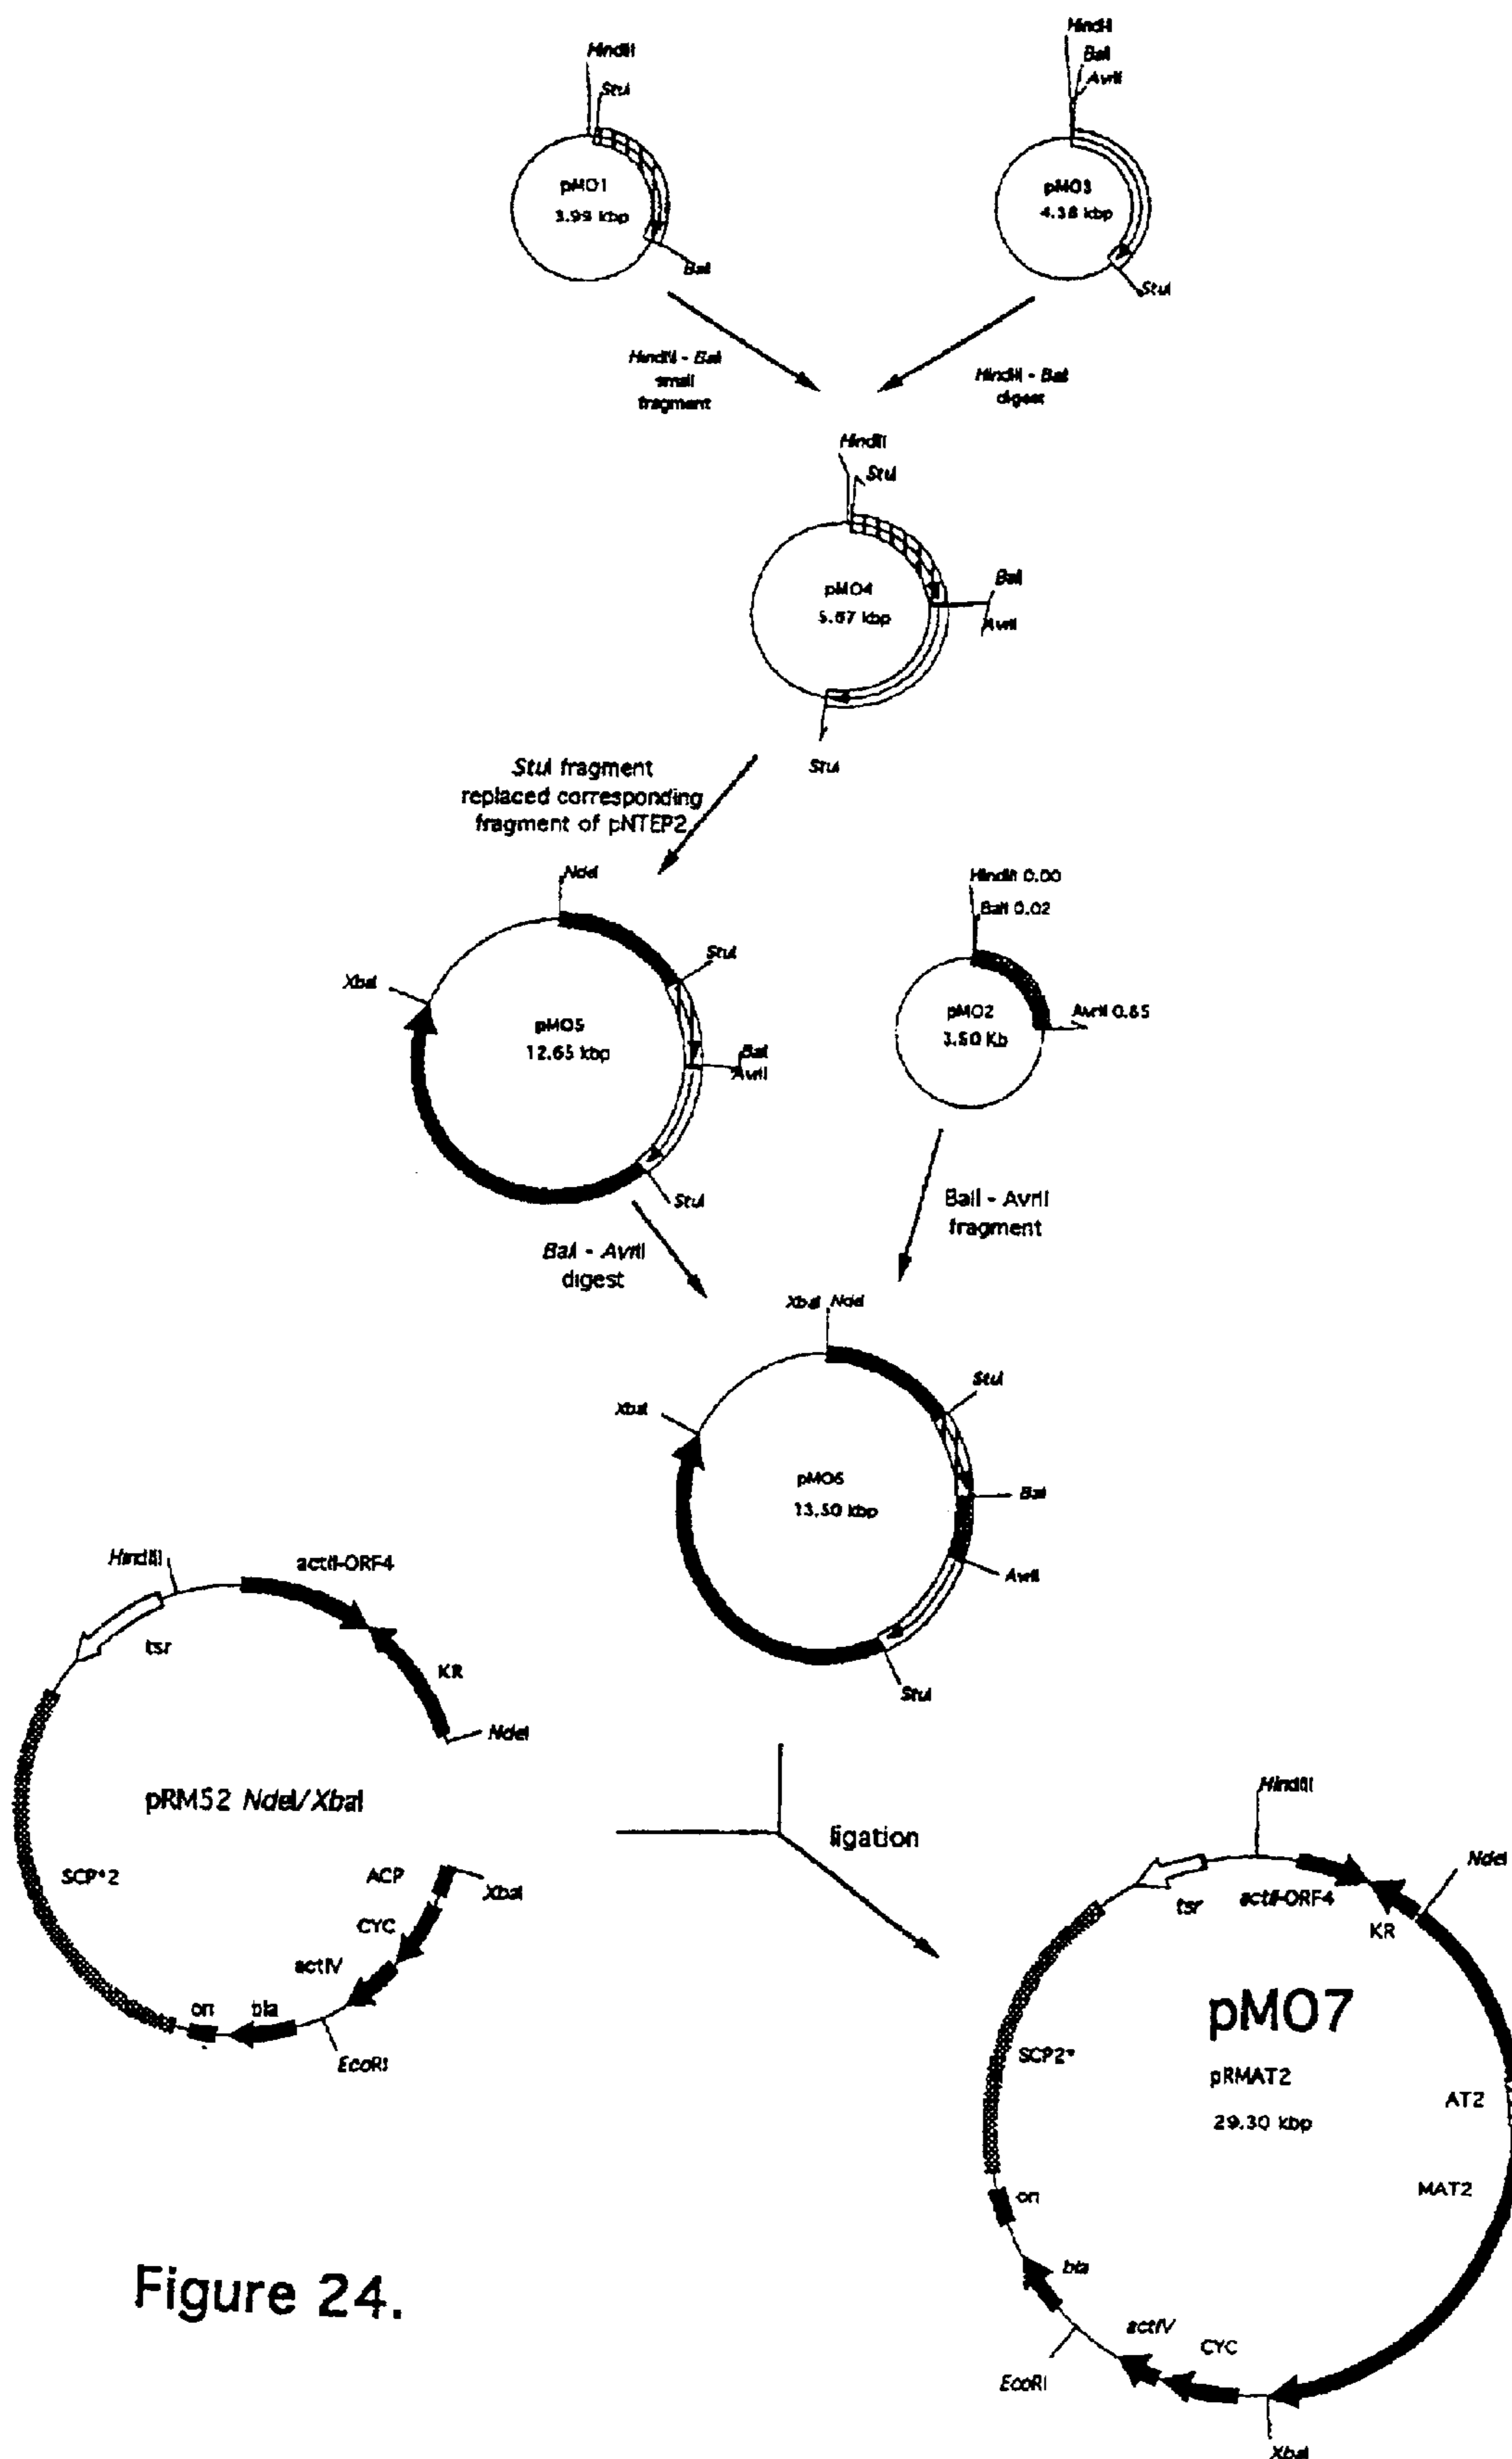 HindIII
StuI
pMO1
3.99 kbp
BalI
HindIII
BalI
AvrII
pMO3
4.38 kbp
StuI
HindIII - BalI
small
fragment
HindIII - BalI
digest
HindIII
StuI
pMO4
5.67 kbp
BalI
AvrII
StuI
StuI fragment
replaced corresponding
fragment of pNTEP2
NdeI
StuI
XbaI
pMO5
12.65 kbp
BalI
AvrII
StuI
HindIII 0.00
BalI 0.02
pMO2
3.50 Kb
AvrII 0.85
BalI - AvrII
digest
BalI - AvrII
fragment
XbaI NdeI
StuI
XbaI
pMO6
13.50 kbp
BalI
AvrII
StuI
HindIII
actII-ORF4
tsr
KR
NdeI
pRM52 NdeI/XbaI
SCP*2
ACP
XbaI
CYC
actIV
ori
bla
EcoRI
ligation
HindIII
NdeI
tsr
actII-ORF4
KR
pMO7
SCP2*
pRMAT2
29.30 kbp
AT2
MAT2
ori
bla
actIV
CYC
EcoRI
XbaI
Figure 24.